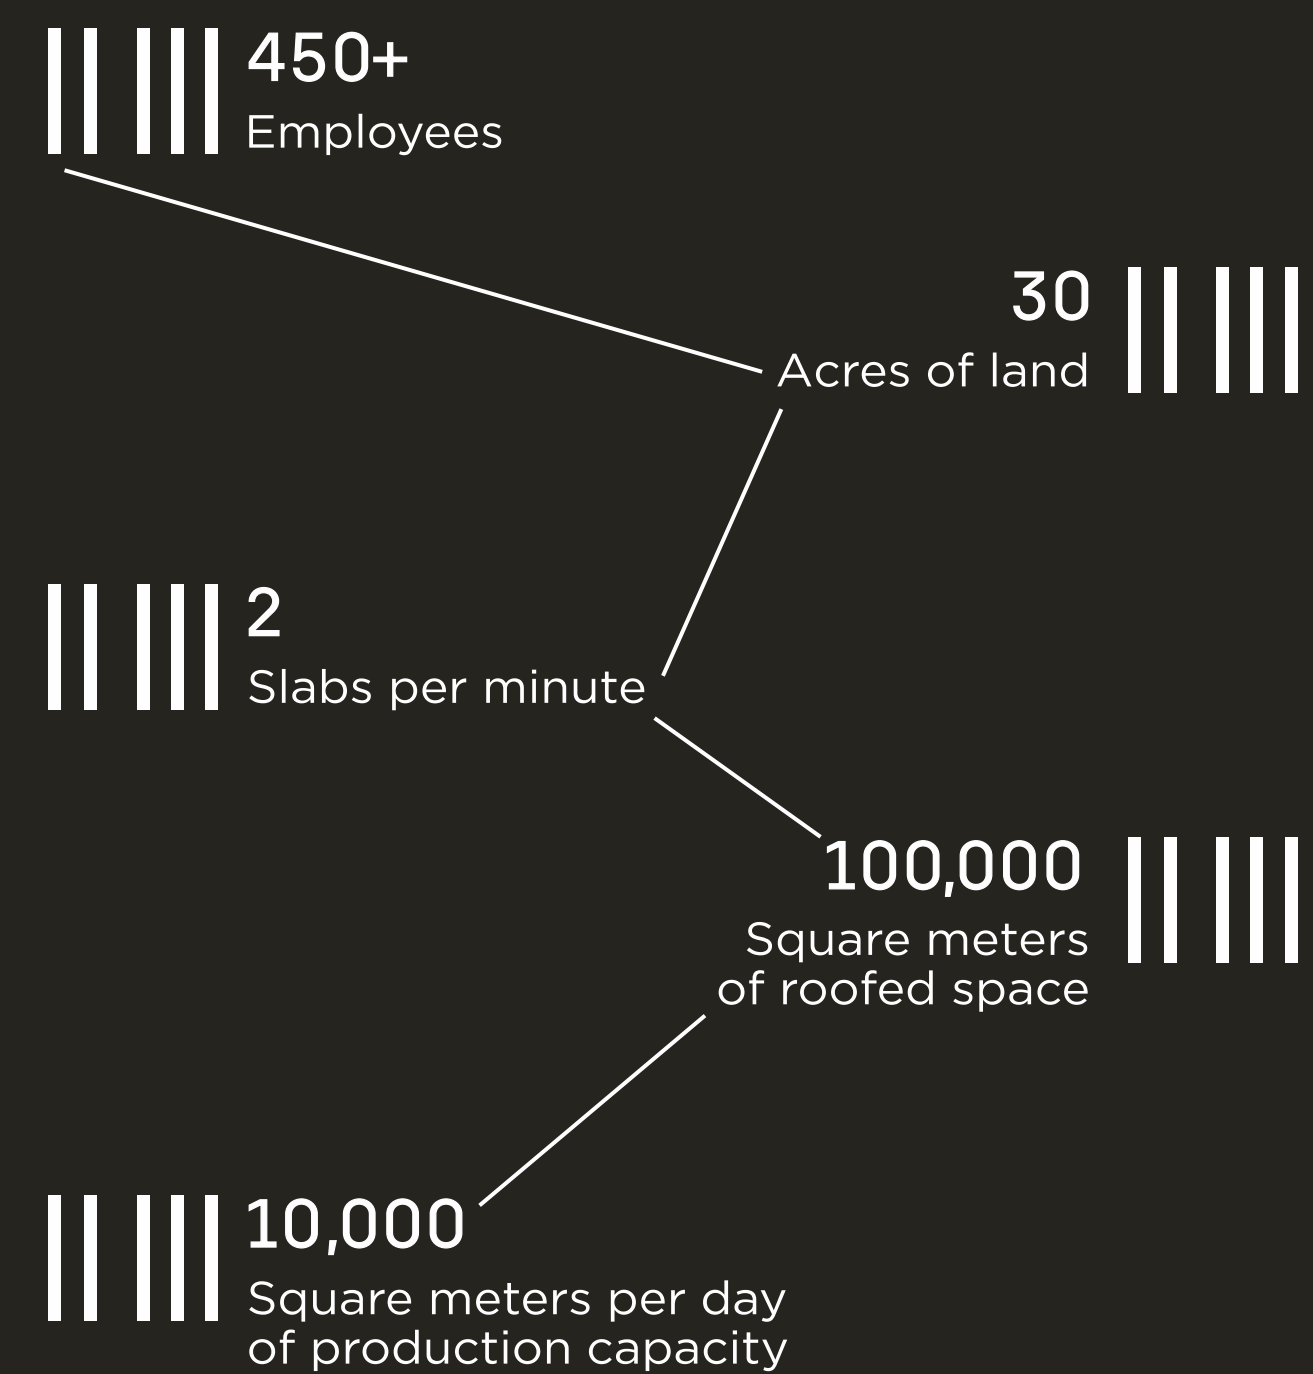 450+
Employees
30
Acres of land
2
Slabs per minute
100,000
Square meters
of roofed space
10,000
Square meters per day
of production capacity